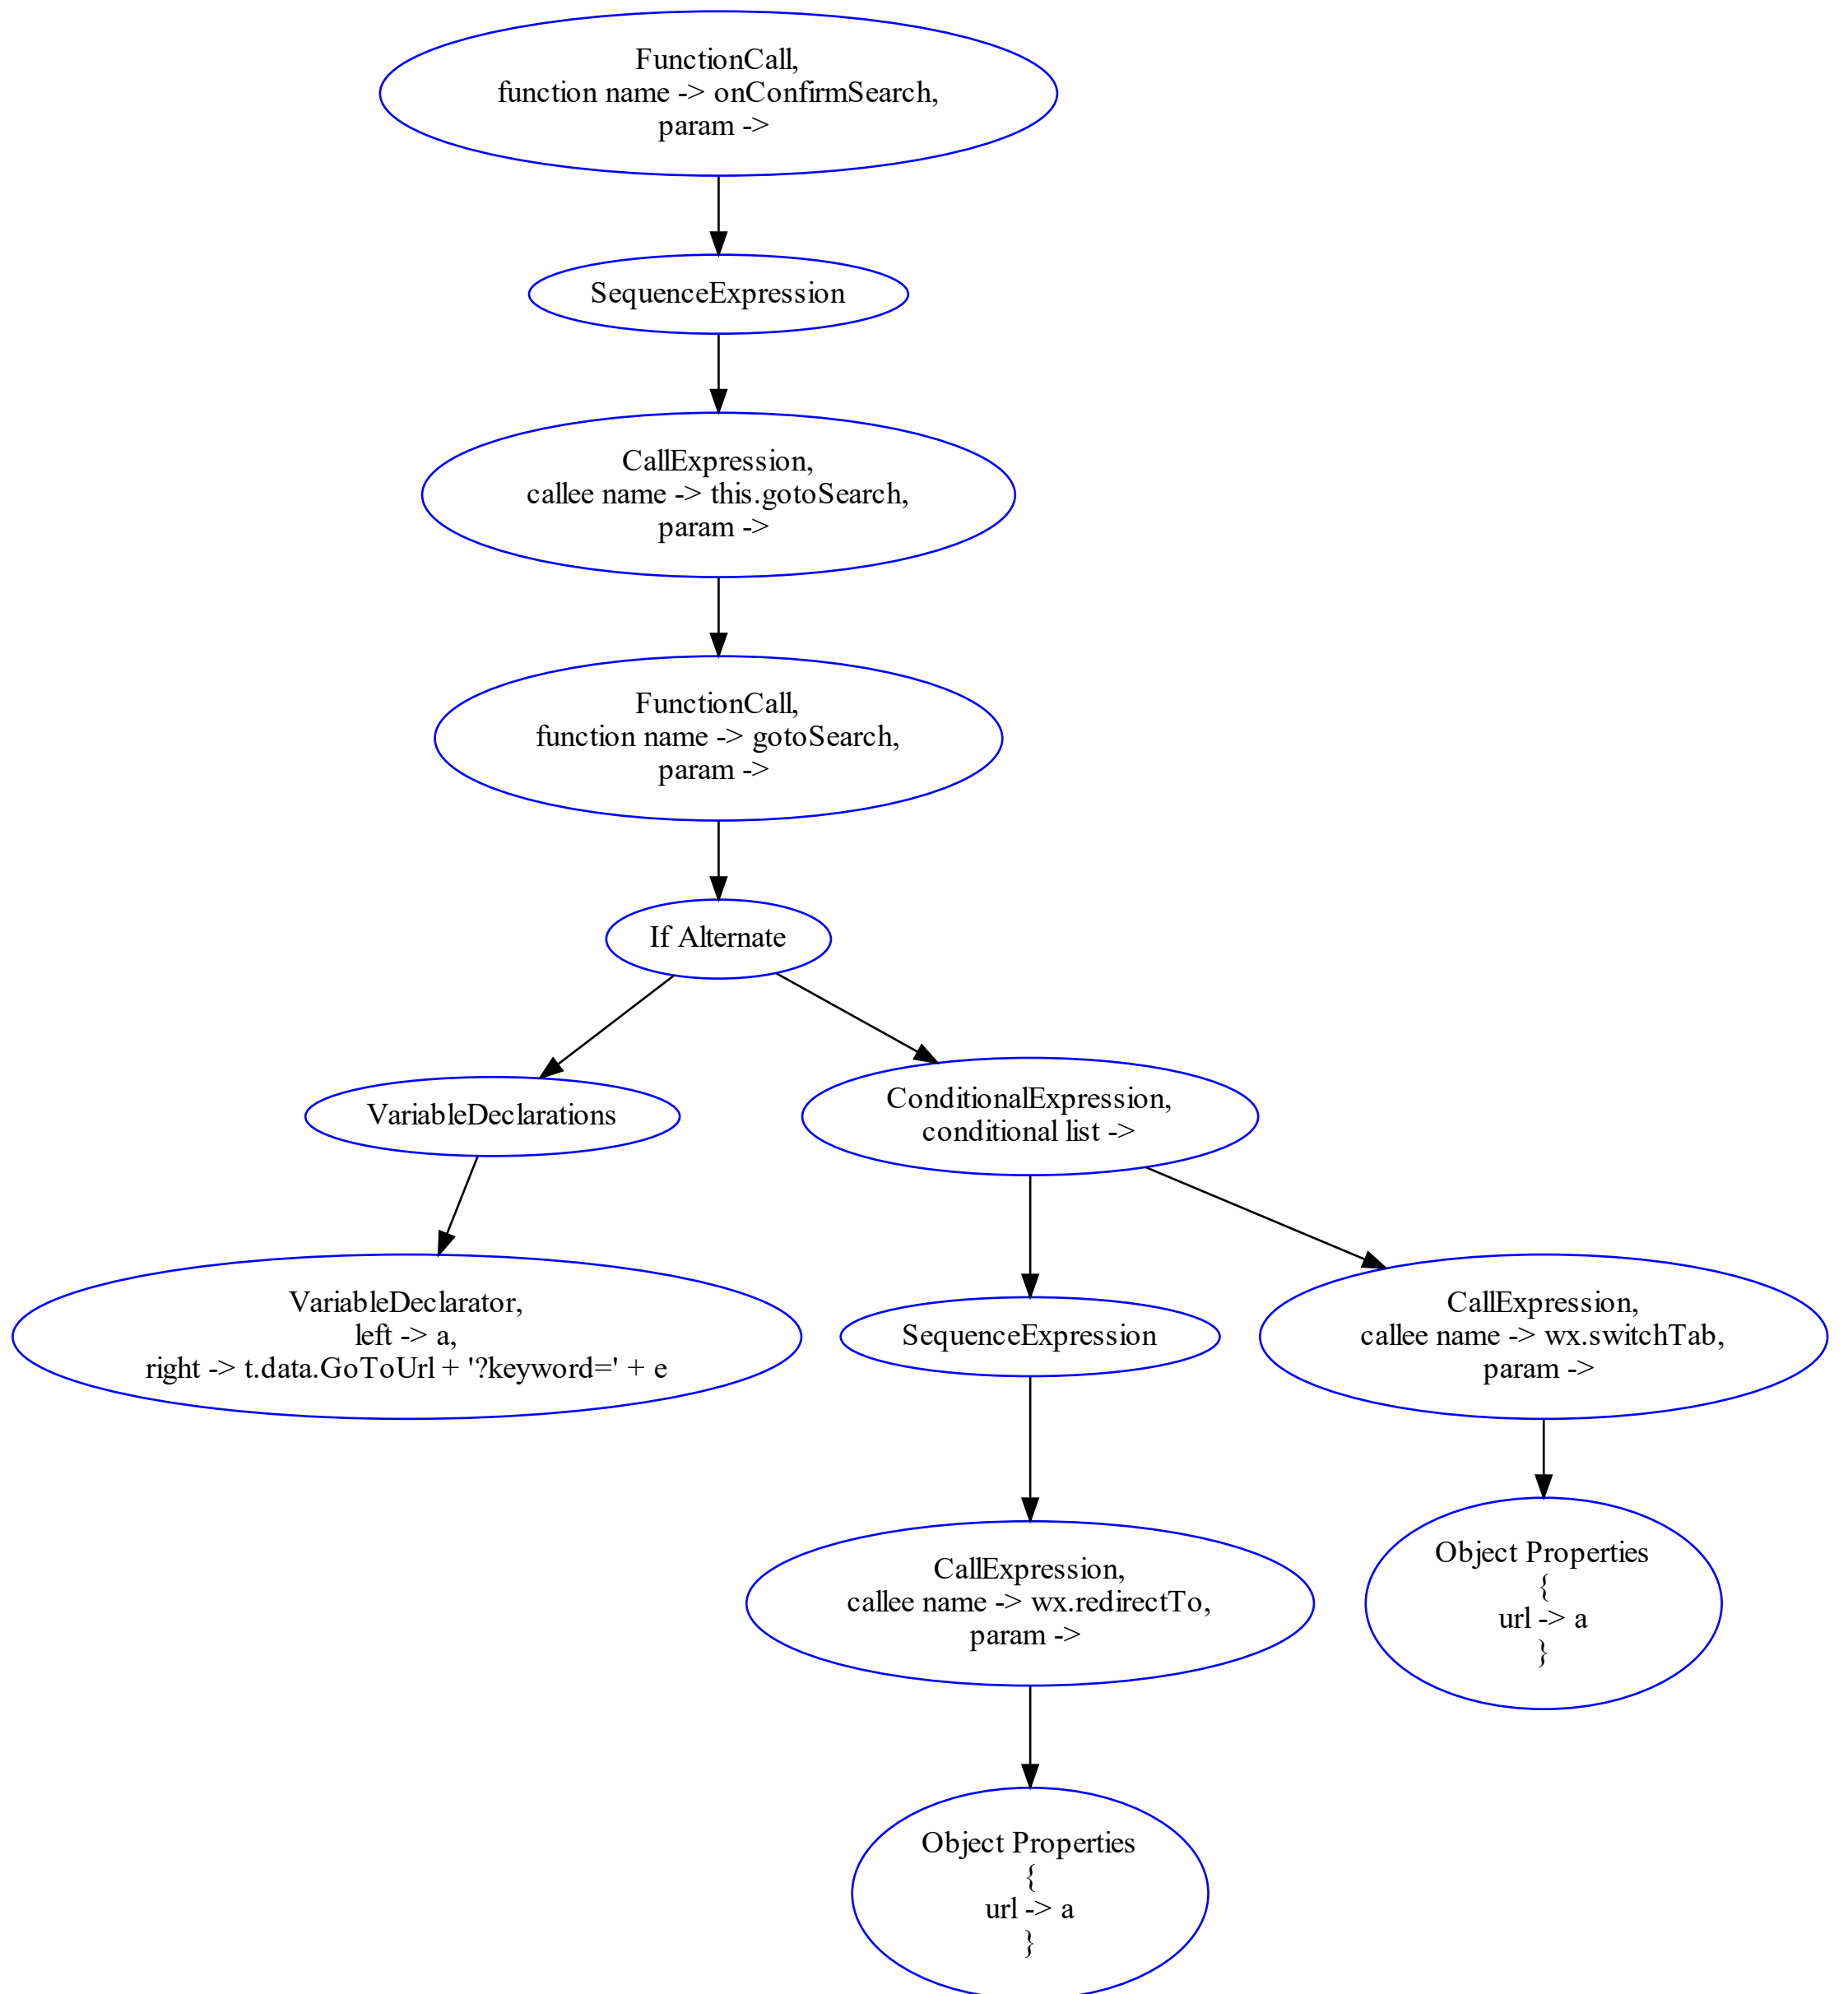 FunctionCall,
function name -> onConfirmSearch,
param ->
SequenceExpression
CallExpression,
callee name -> this.gotoSearch,
param ->
FunctionCall,
function name -> gotoSearch,
param ->
If Alternate
VariableDeclarations
ConditionalExpression,
conditional list ->
VariableDeclarator,
left -> a,
right -> t.data.GoToUrl + '?keyword=' + e
SequenceExpression
CallExpression,
callee name -> wx.switchTab,
param ->
CallExpression,
callee name -> wx.redirectTo,
param ->
Object Properties
{
url -> a
}
Object Properties
{
url -> a
}